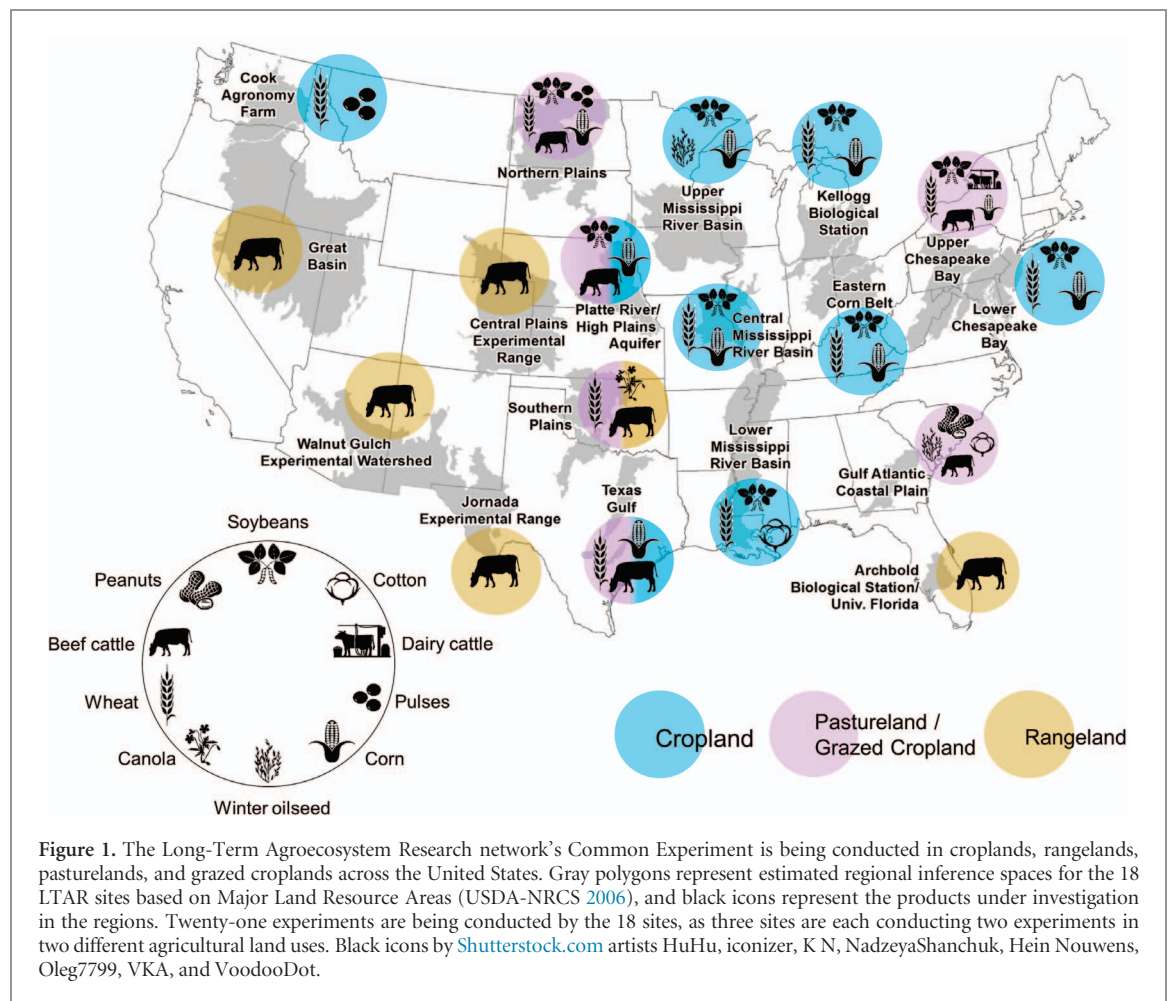 Cook
Agronomy
Farm
Northern Plains
Upper
Mississippi
River Basin
Kellogg
Biological
Station
Upper
Chesapeake
Bay
Great
Basin
Central Plains
Experimental
Range
Platte River/
High Plains
Aquifer
Central
Mississippi
River Basin
Eastern
Corn Belt
Lower
Chesapeake
Bay
Walnut Gulch
Experimental Watershed
Southern
Plains
Lower
Mississippi
River Basin
Gulf Atlantic
Coastal Plain
Jornada
Experimental Range
Texas
Gulf
Archbold
Biological Station/
Univ. Florida
Soybeans
Peanuts
Cotton
Beef cattle
Dairy cattle
Wheat
Pulses
Canola
Corn
Winter oilseed
Cropland
Pastureland /
Grazed Cropland
Rangeland
Figure 1. The Long-Term Agroecosystem Research network's Common Experiment is being conducted in croplands, rangelands,
pasturelands, and grazed croplands across the United States. Gray polygons represent estimated regional inference spaces for the 18
LTAR sites based on Major Land Resource Areas (USDA-NRCS 2006), and black icons represent the products under investigation
in the regions. Twenty-one experiments are being conducted by the 18 sites, as three sites are each conducting two experiments in
two different agricultural land uses. Black icons by Shutterstock.com artists HuHu, iconizer, K N, NadzeyaShanchuk, Hein Nouwens,
Oleg7799, VKA, and VoodooDot.